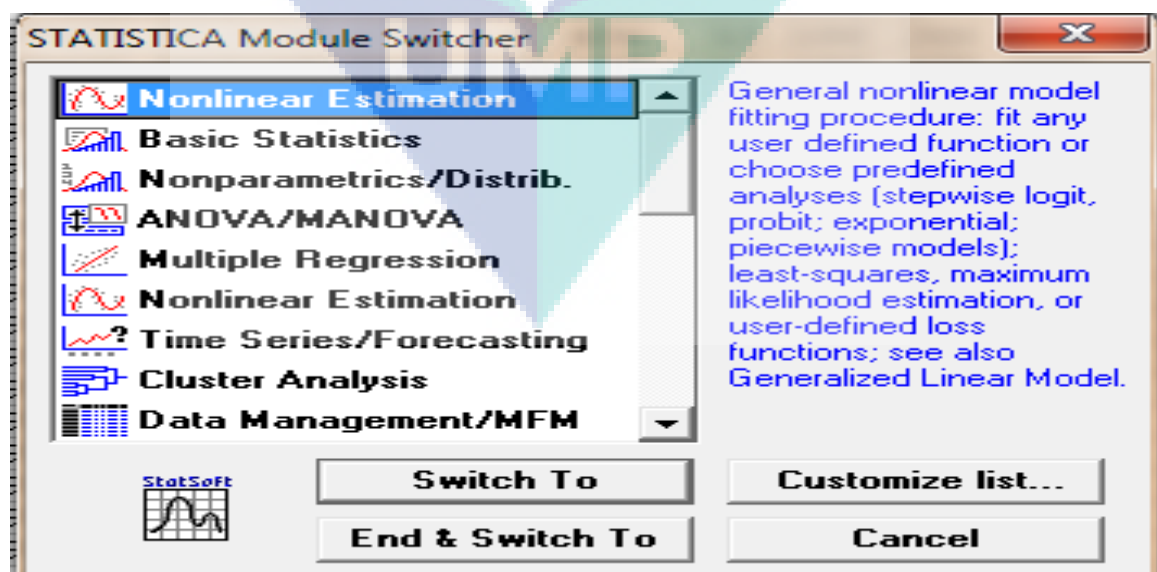 STATISTICA Module Switcher
UMP
Nonlinear Estimation
Basic Statistics
Nonparametrics/Distrib.
ANOVA/MANOVA
Multiple Regression
Nonlinear Estimation
Time Series/Forecasting
Cluster Analysis
Data Management/MFM
General nonlinear model
fitting procedure: fit any
user defined function or
choose predefined
analyses (stepwise logit,
probit; exponential;
piecewise models);
least-squares, maximum
likelihood estimation, or
user-defined loss
functions; see also
Generalized Linear Model.
StatSoft
Switch To
Customize list...
End & Switch To
Cancel